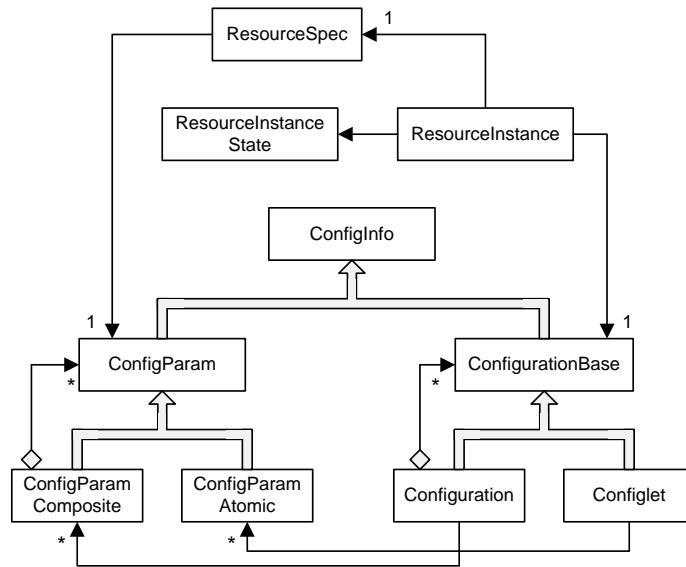 1
ResourceSpec
ResourceInstance
State
ResourceInstance
ConfigInfo
1
1
ConfigParam
ConfigurationBase
*
*
ConfigParam
Composite
ConfigParam
Atomic
Configuration
Configlet
*
*